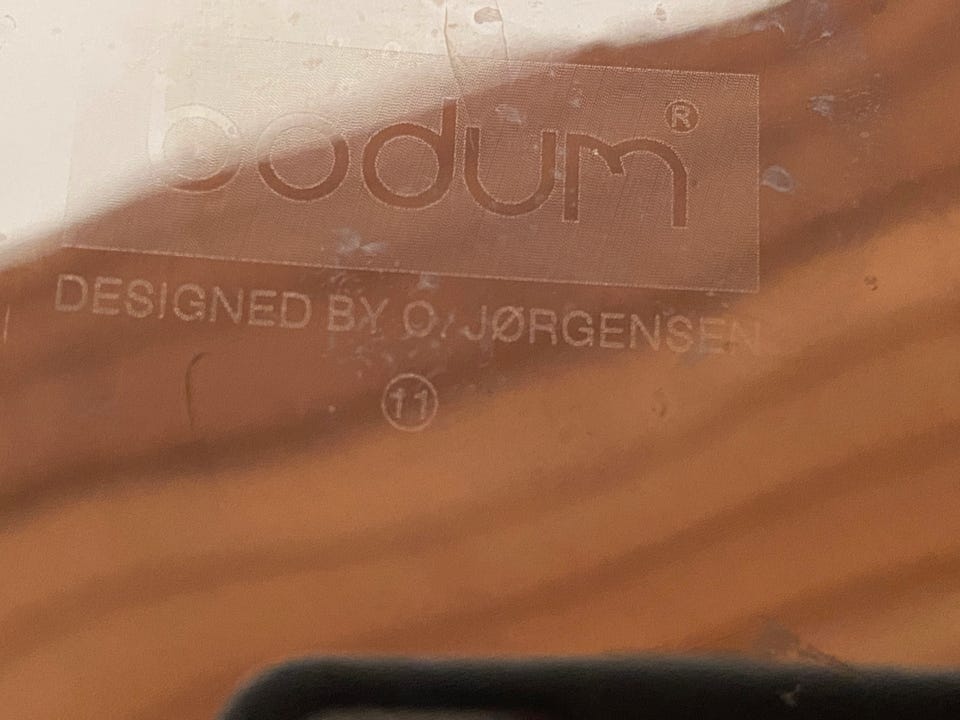 bodum®
DESIGNED BY O. JØRGENSEN
11